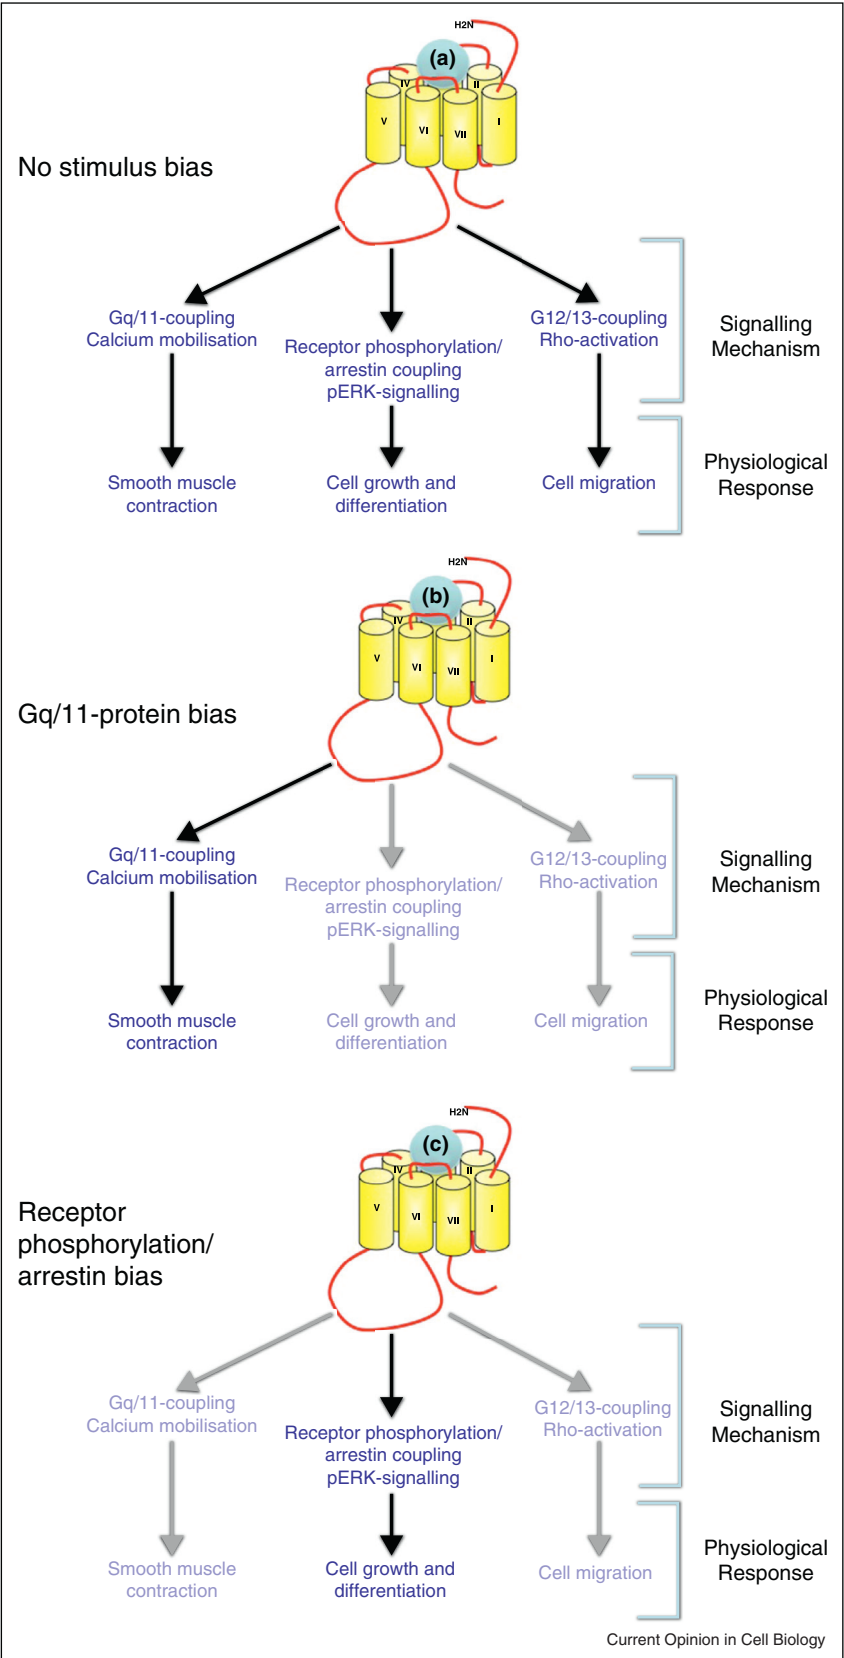 H2N
(a)
IV
II
V
VI
VII
I
No stimulus bias
Gq/11-coupling
Calcium mobilisation
Receptor phosphorylation/
arrestin coupling
pERK-signalling
G12/13-coupling
Rho-activation
Signalling
Mechanism
Smooth muscle
contraction
Cell growth and
differentiation
Cell migration
Physiological
Response
H2N
(b)
IV
II
V
VI
VII
I
Gq/11-protein bias
Gq/11-coupling
Calcium mobilisation
Receptor phosphorylation/
arrestin coupling
pERK-signalling
G12/13-coupling
Rho-activation
Signalling
Mechanism
Smooth muscle
contraction
Cell growth and
differentiation
Cell migration
Physiological
Response
H2N
(c)
IV
II
V
VI
VII
I
Receptor
phosphorylation/
arrestin bias
Gq/11-coupling
Calcium mobilisation
Receptor phosphorylation/
arrestin coupling
pERK-signalling
G12/13-coupling
Rho-activation
Signalling
Mechanism
Smooth muscle
contraction
Cell growth and
differentiation
Cell migration
Physiological
Response
Current Opinion in Cell Biology